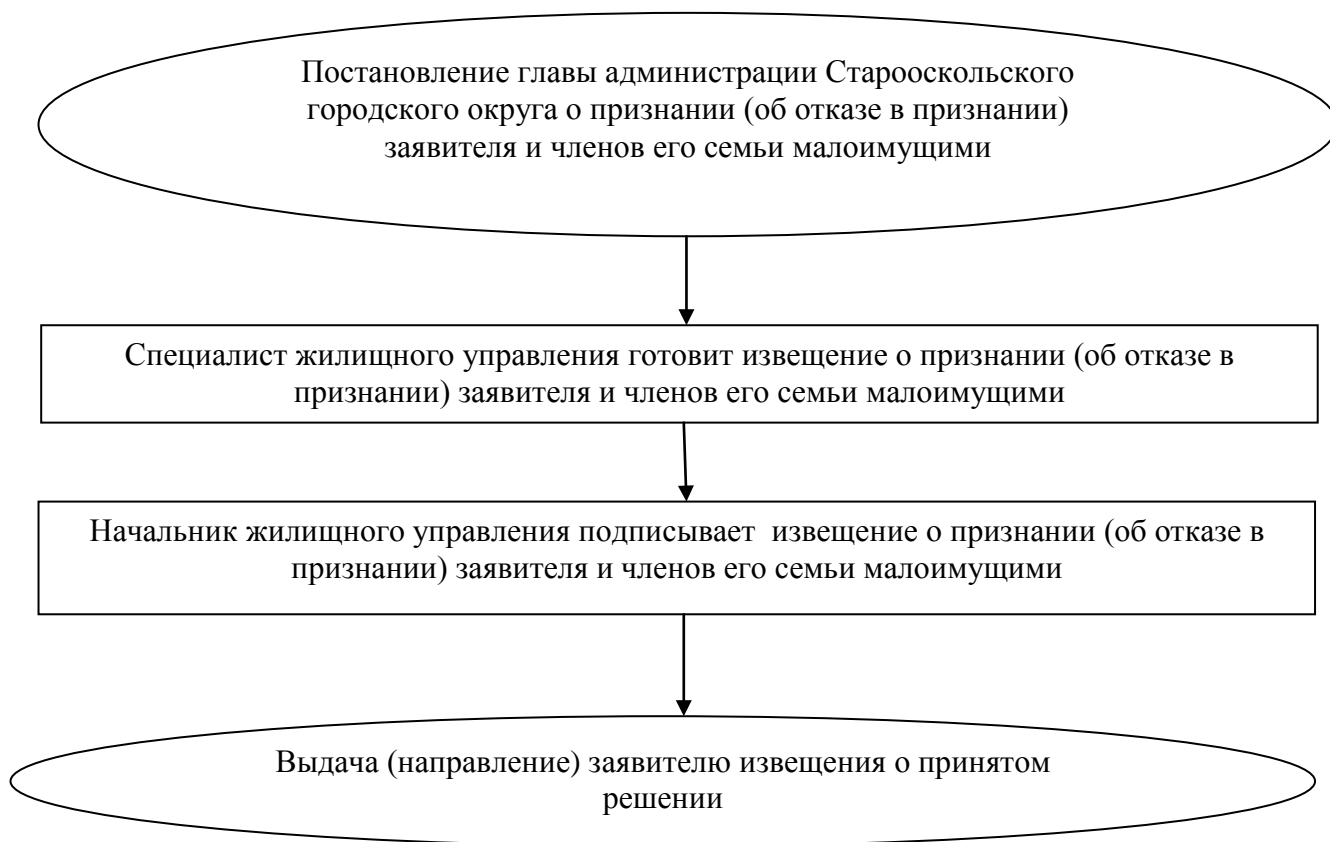 Постановление главы администрации Старооскольского
городского округа о признании (об отказе в признании)
заявителя и членов его семьи малоимущими
Специалист жилищного управления готовит извещение о признании (об отказе в
признании) заявителя и членов его семьи малоимущими
Начальник жилищного управления подписывает извещение о признании (об отказе в
признании) заявителя и членов его семьи малоимущими
Выдача (направление) заявителю извещения о принятом
решении